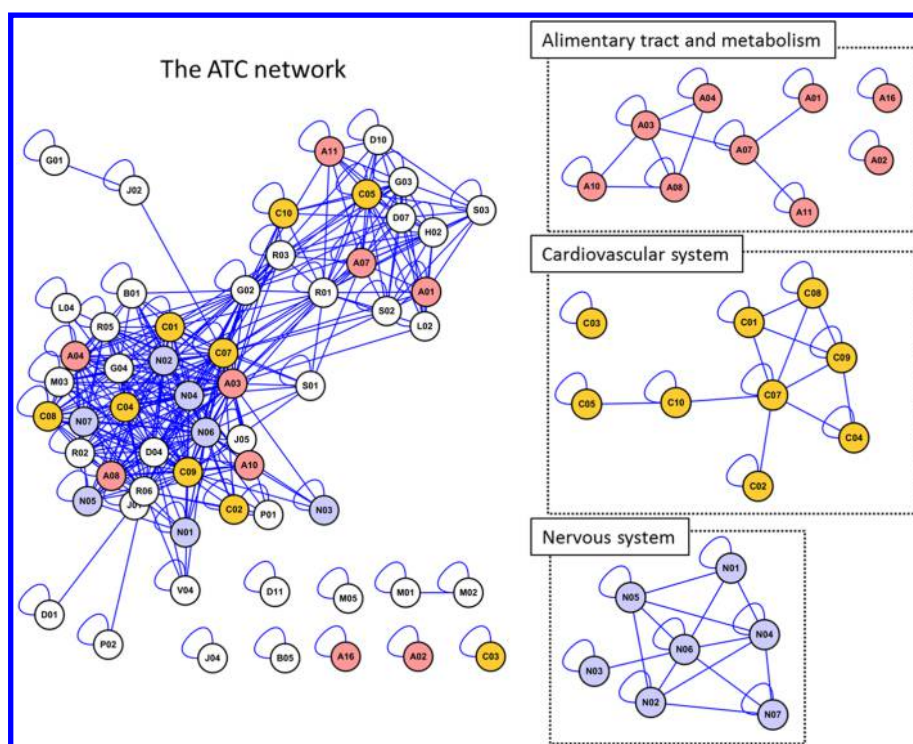 The ATC network
G01
J02
A11
D10
G03
C05
C10
D07
S03
H02
R03
A07
G02
R01
A01
S02
L02
B01
L04
R05
C01
A04
N02
C07
G04
M03
A03
S01
N04
C08
C04
N07
N06
J05
R02
D04
A10
A08
C09
R06
N05
J01
C02
P01
N03
N01
V04
D11
M05
M01
M02
D01
P02
J04
B05
A16
A02
C03
Alimentary tract and metabolism
A04
A01
A16
A03
A07
A02
A10
A08
A11
Cardiovascular system
C08
C03
C01
C09
C05
C10
C07
C04
C02
Nervous system
N01
N05
N04
N06
N03
N02
N07